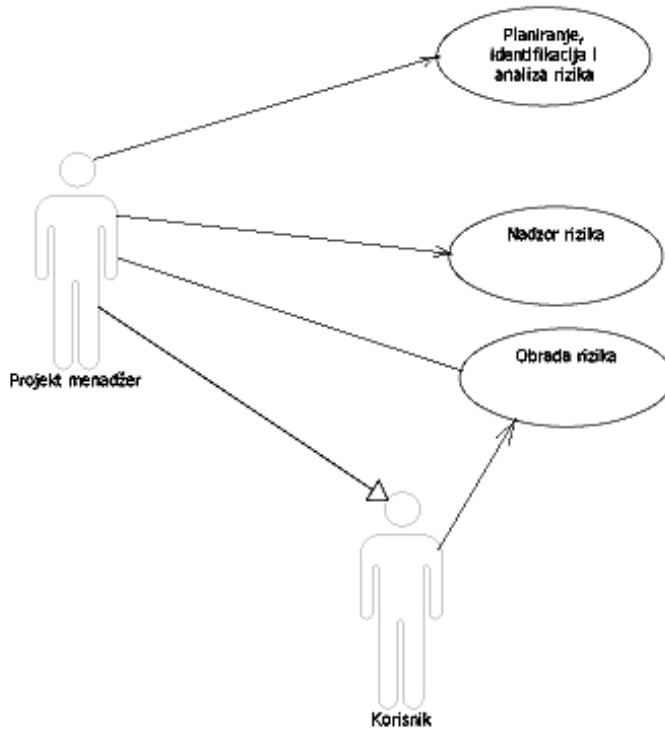 Planiranje,
identifikacija i
analiza rizika
Nadzor rizika
Obrada rizika
Projekt menadžer
Korisnik